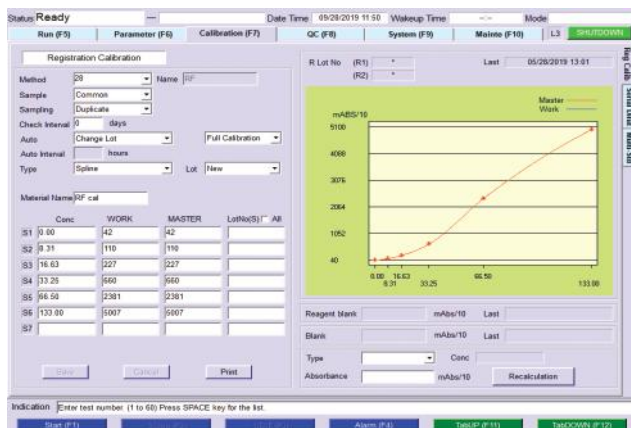 Status Ready --- Date Time 09/28/2019 11:50 Wakeup Time --:-- Mode
Run (F5) Parameter (F6) Calibration (F7) QC (F8) System (F9) Mainte (F10) L3 SHUTDOWN
Registration Calibration
Method 28 Name RF
Sample Common
Sampling Duplicate
Check Interval 0 days
Auto Change Lot Full Calibration
Auto Interval hours
Type Spline Lot New
Material Name RF cal
Conc WORK MASTER LotNo(S) All
S1 0.00 42 42
S2 8.31 110 110
S3 16.63 227 227
S4 33.25 660 660
S5 66.50 2381 2381
S6 133.00 5007 5007
S7
Save Cancel Print
R Lot No (R1) * Last 05/28/2019 13:01
(R2) *
Master
Work
mABS/10
5100
4088
3076
2064
1052
40
0.00 16.63 66.50
8.31 33.25 133.00
Reagent blank mAbs/10 Last
Blank mAbs/10 Last
Type Conc
Absorbance mAbs/10 Recalculation
Reg Calib
Indication Enter test number. (1 to 60) Press SPACE key for the list.
Start (F1) Alarm (F4) TabUP (F11) TabDOWN (F12)